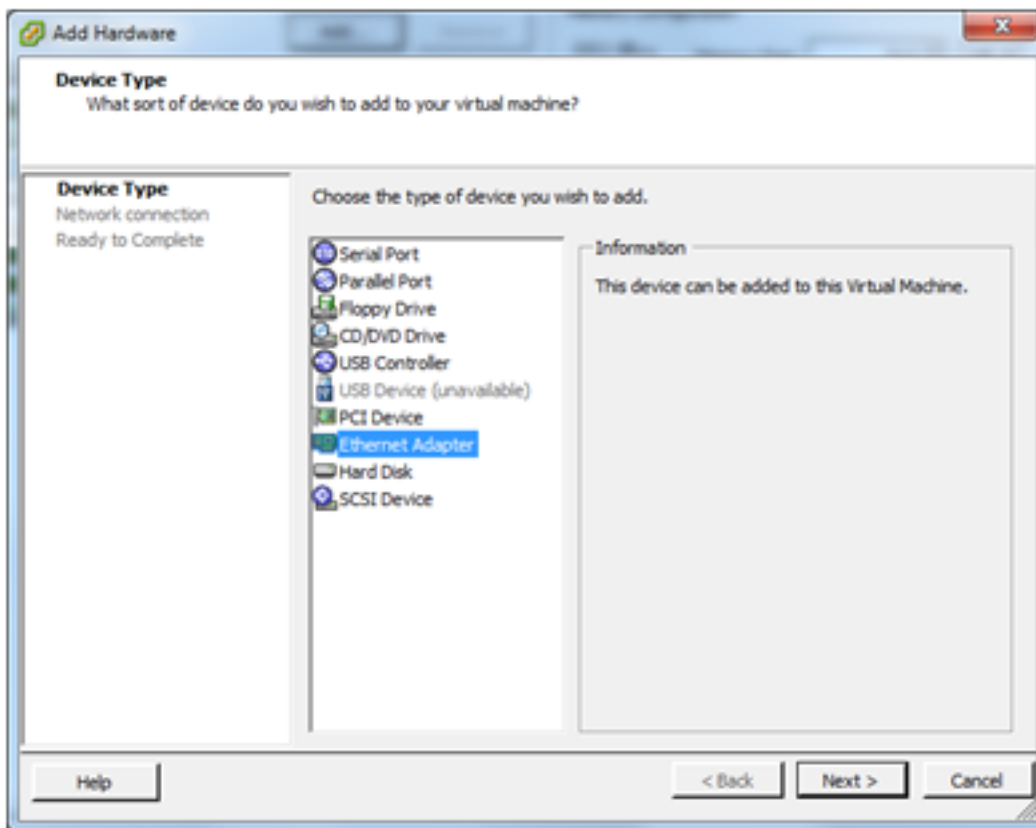 Add Hardware
Device Type
What sort of device do you wish to add to your virtual machine?
Device Type
Network connection
Ready to Complete
Choose the type of device you wish to add.
Serial Port
Parallel Port
Floppy Drive
CD/DVD Drive
USB Controller
USB Device (unavailable)
PCI Device
Ethernet Adapter
Hard Disk
SCSI Device
Information
This device can be added to this Virtual Machine.
Help
< Back
Next >
Cancel